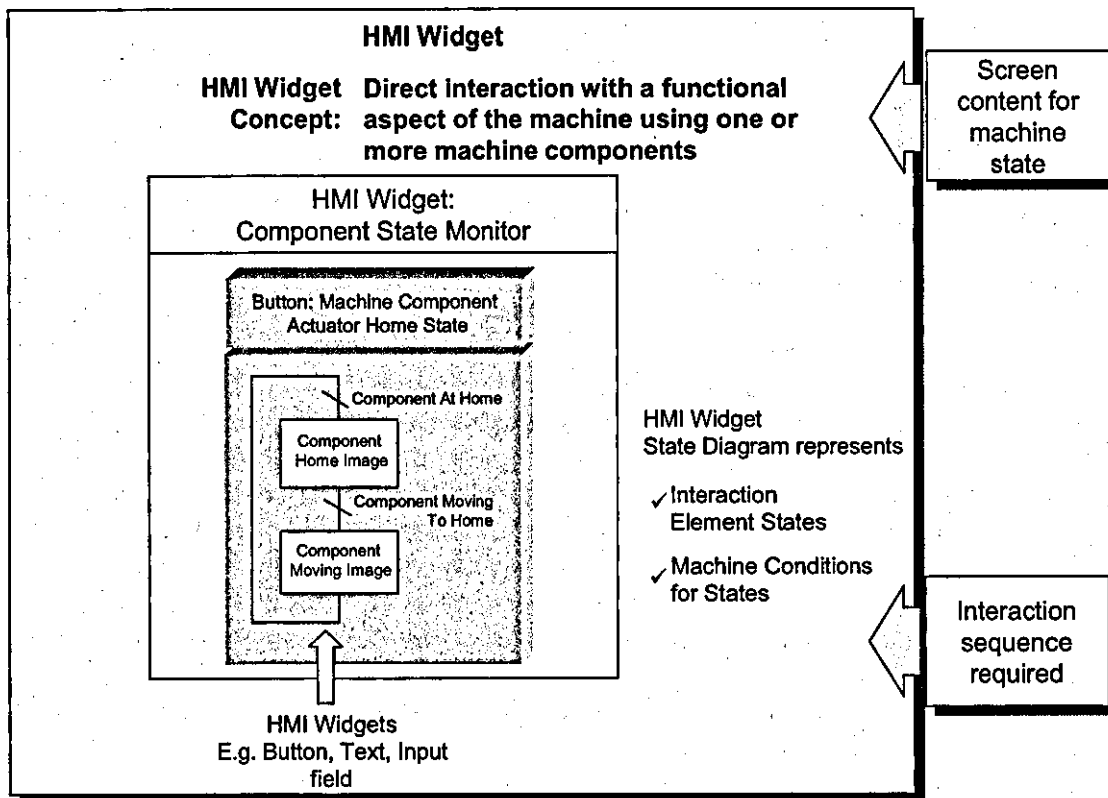 HMI Widget
HMI Widget Concept:
Direct interaction with a functional
aspect of the machine using one or
more machine components
HMI Widget:
Component State Monitor
Button: Machine Component
Actuator Home State
Component At Home
Component
Home Image
Component Moving
To Home
Component
Moving Image
HMI Widgets
E.g. Button, Text, Input
field
HMI Widget
State Diagram represents
✓ Interaction
Element States
✓ Machine Conditions
for States
Screen
content for
machine
state
Interaction
sequence
required